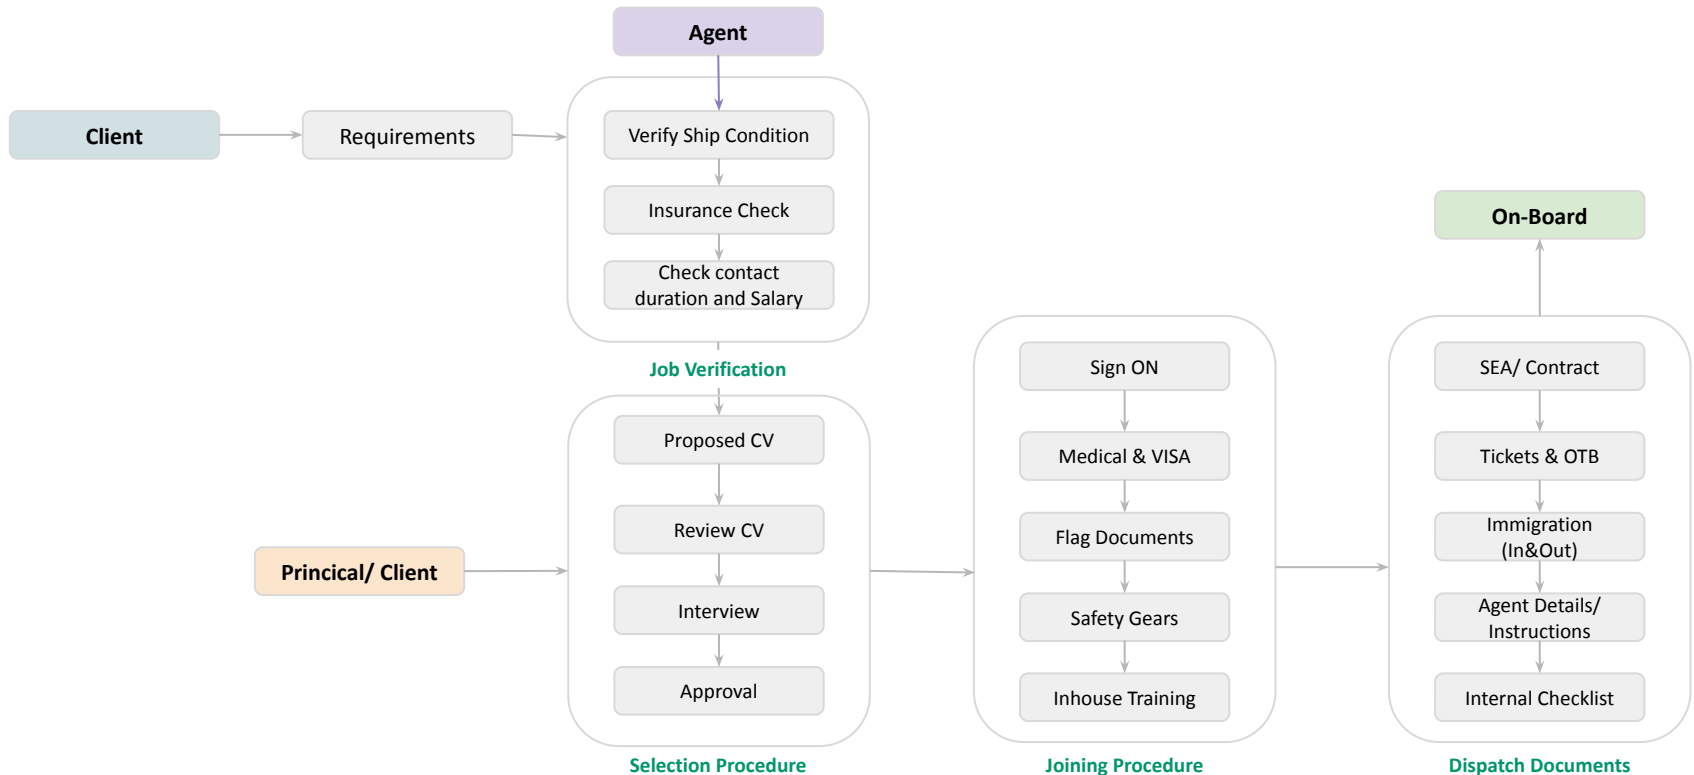 Agent
Client
Requirements
Verify Ship Condition
Insurance Check
Check contact
duration and Salary
Job Verification
Princical/ Client
Proposed CV
Review CV
Interview
Approval
Selection Procedure
Sign ON
Medical & VISA
Flag Documents
Safety Gears
Inhouse Training
Joining Procedure
On-Board
SEA/ Contract
Tickets & OTB
Immigration
(In&Out)
Agent Details/
Instructions
Internal Checklist
Dispatch Documents